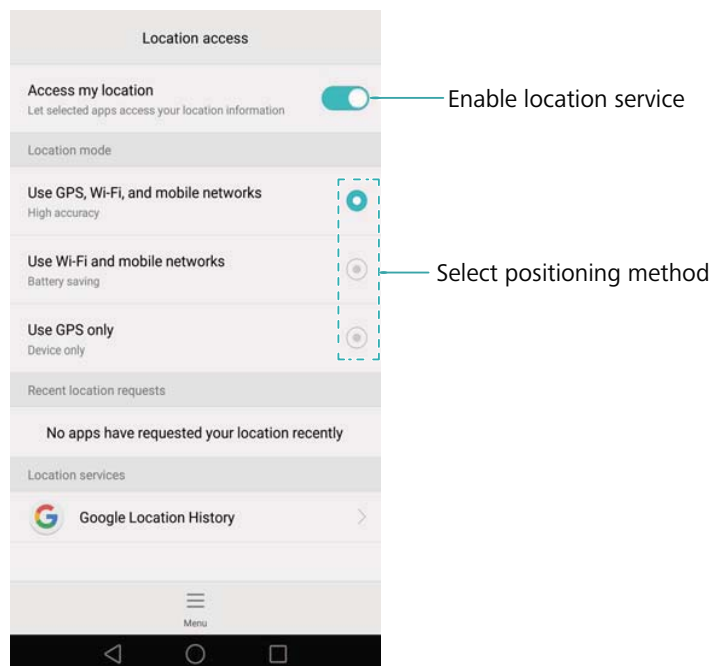 Location access
Access my location
Let selected apps access your location information
Enable location service
Location mode
Use GPS, Wi-Fi, and mobile networks
High accuracy
Use Wi-Fi and mobile networks
Battery saving
Select positioning method
Use GPS only
Device only
Recent location requests
No apps have requested your location recently
Location services
Google Location History
Menu